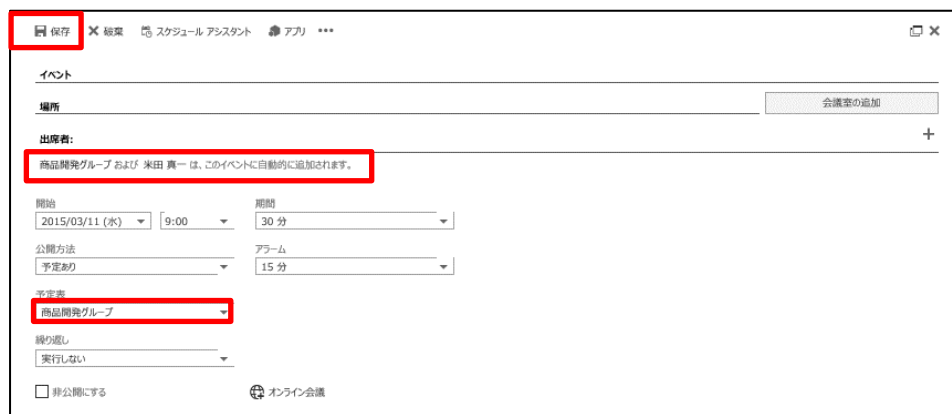 保存 破棄 スケジュール アシスタント アプリ •••
イベント
場所 会議室の追加
出席者:
商品開発グループ および 米田 真一 は、このイベントに自動的に追加されます。
開始 期間
2015/03/11 (水) 9:00 30 分
公開方法 アラーム
予定あり 15 分
予定表
商品開発グループ
繰り返し
実行しない
非公開にする オンライン会議